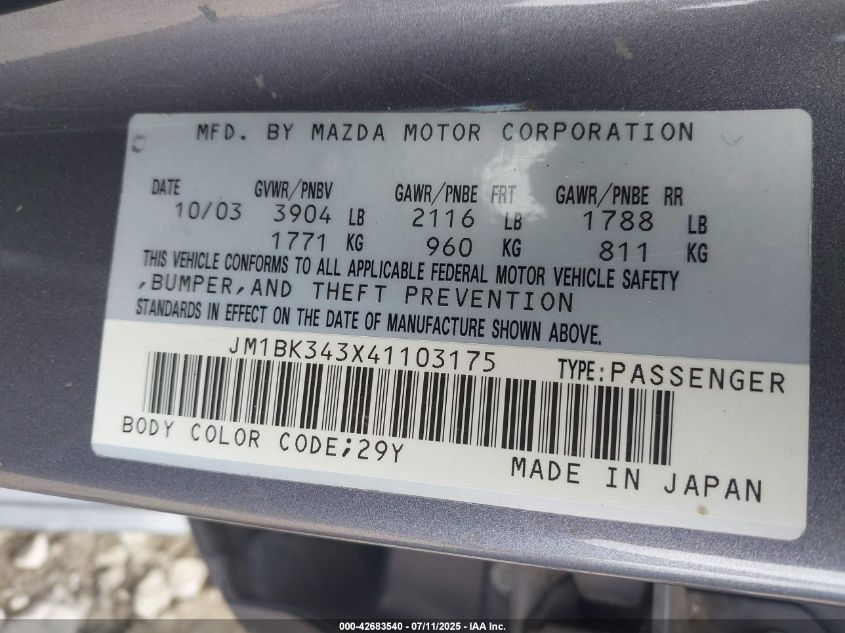 MFD. BY MAZDA MOTOR CORPORATION
DATE GVWR/PNBV GAWR/PNBE FRT GAWR/PNBE RR
10/03 3904 LB 2116 LB 1788 LB
1771 KG 960 KG 811 KG
THIS VEHICLE CONFORMS TO ALL APPLICABLE FEDERAL MOTOR VEHICLE SAFETY
,BUMPER,AND THEFT PREVENTION
STANDARDS IN EFFECT ON THE DATE OF MANUFACTURE SHOWN ABOVE.
JM1BK343X41103175 TYPE:PASSENGER
BODY COLOR CODE;29Y
MADE IN JAPAN
000-42683540 - 07/11/2025 - IAA Inc.